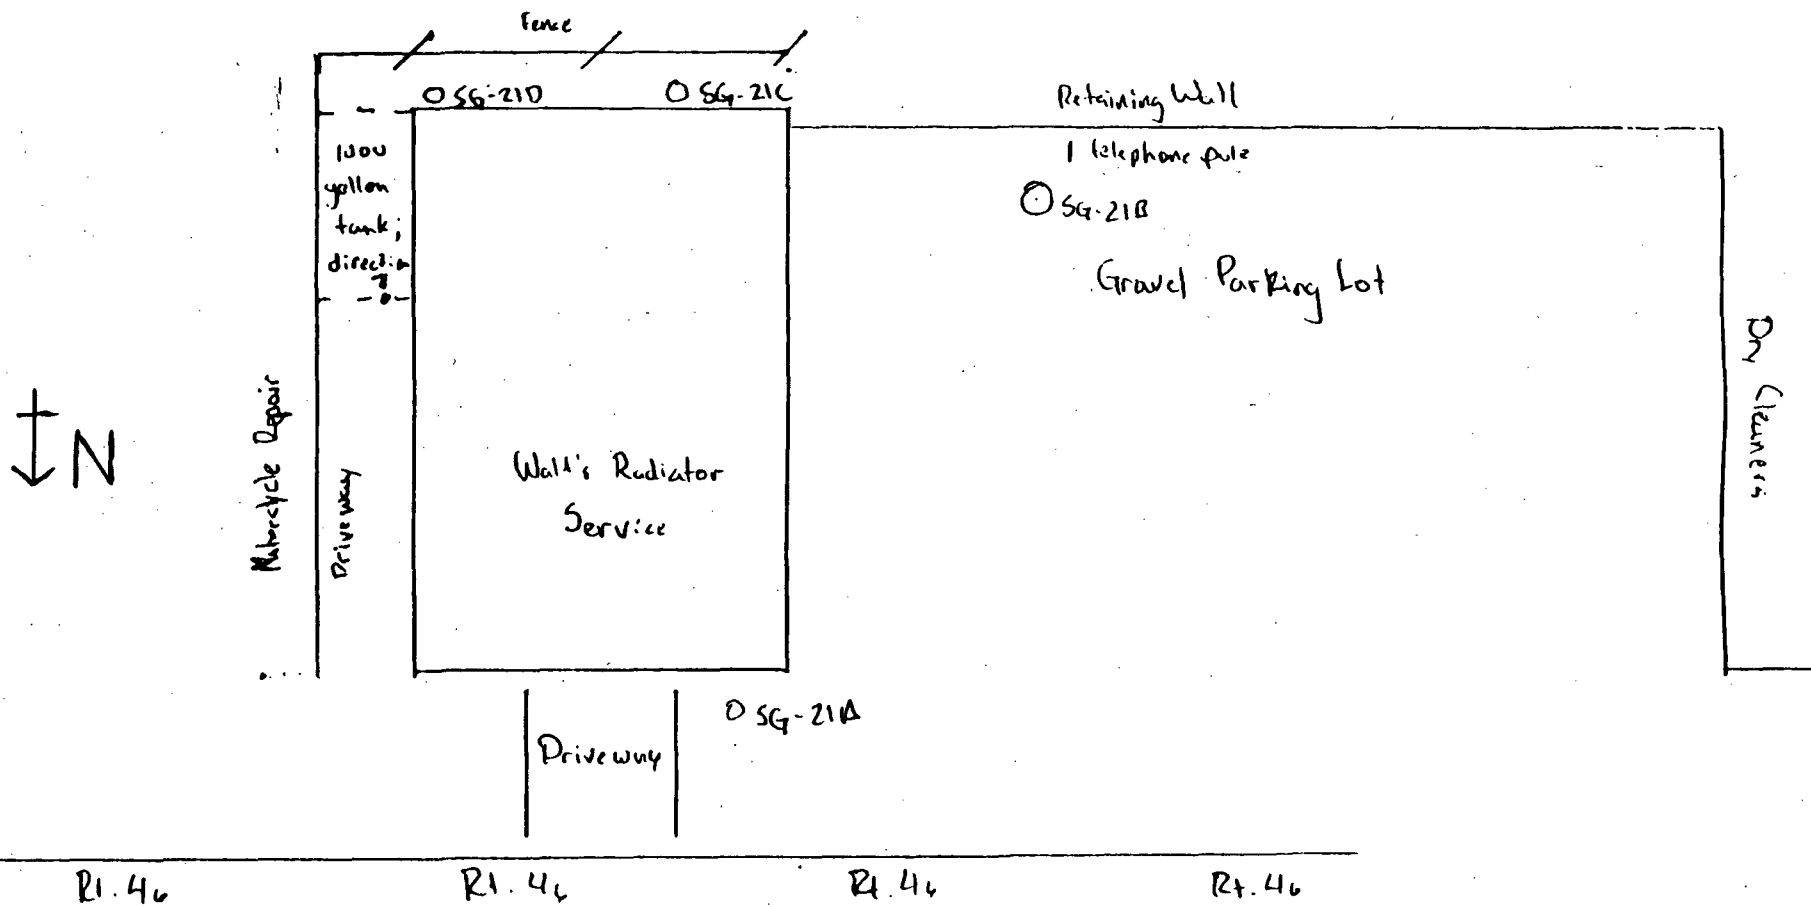 Fence
SG-21D
SG-21C
Retaining Wall
1000
gallon
tank;
direction
?
telephone pole
SG-21B
Gravel Parking Lot
Dry Cleaners
N
Motorcycle Repair
Driveway
Walt's Radiator
Service
SG-21A
Driveway
Rt. 46
Rt. 46
Rt. 46
Rt. 46